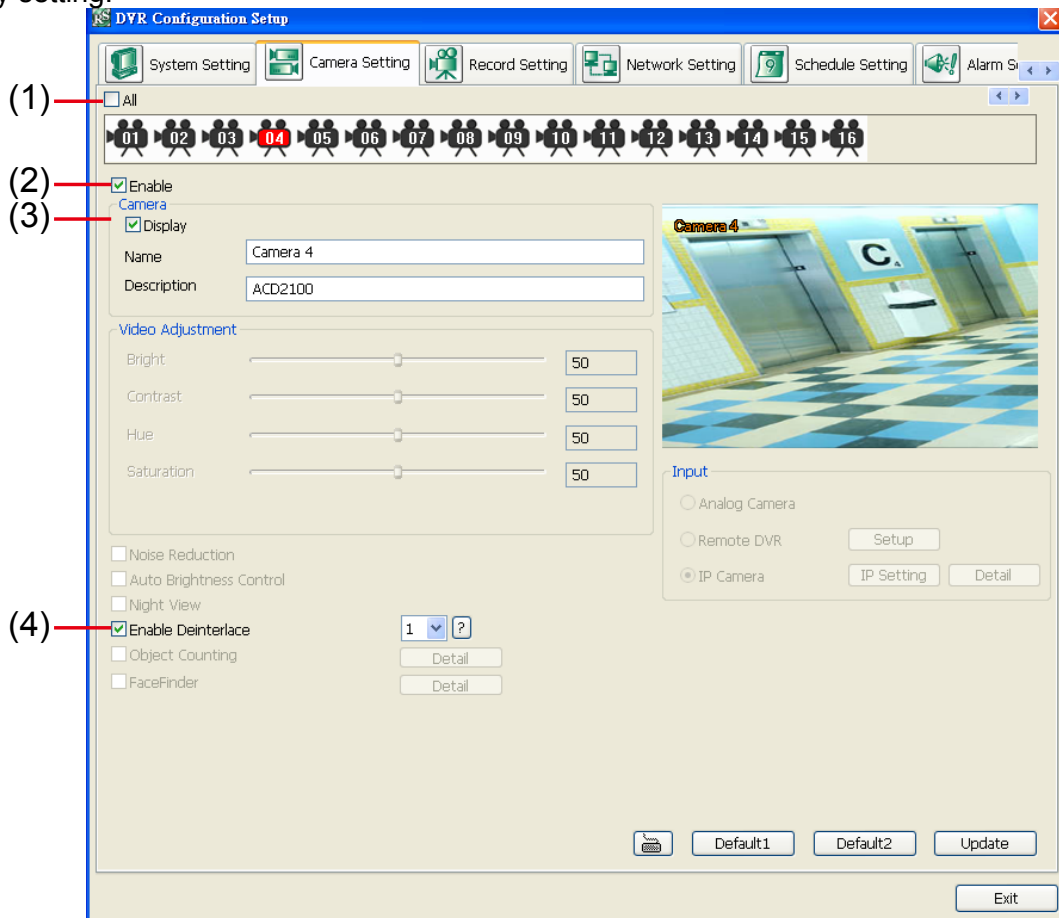 y setting.
RS DVR Configuration Setup
System Setting Camera Setting Record Setting Network Setting 9 Schedule Setting Alarm S
(1) All
01 02 03 04 05 06 07 08 09 10 11 12 13 14 15 16
(2) Enable
(3) Camera
Display
Name Camera 4
Description ACD2100
Video Adjustment
Bright 50
Contrast 50
Hue 50
Saturation 50
Camera 4
C
4
Input
Analog Camera
Remote DVR Setup
IP Camera IP Setting Detail
Noise Reduction
Auto Brightness Control
Night View
(4) Enable Deinterlace 1 ?
Object Counting Detail
FaceFinder Detail
Default1 Default2 Update
Exit